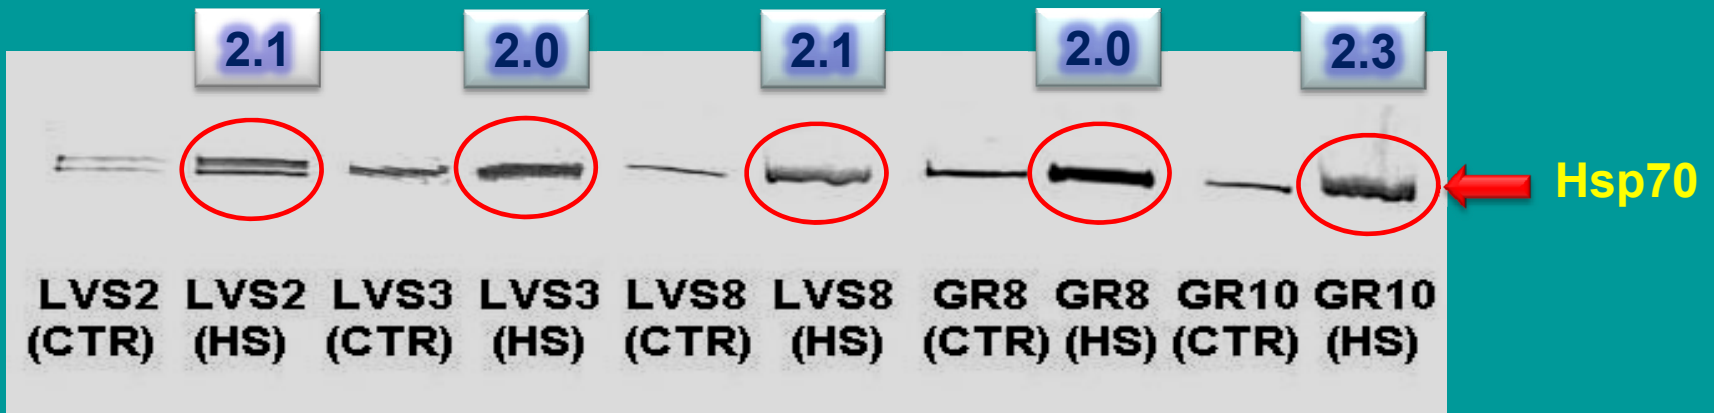 2.1 2.0 2.1 2.0 2.3
Hsp70
LVS2 LVS2 LVS3 LVS3 LVS8 LVS8 GR8 GR8 GR10 GR10
(CTR) (HS) (CTR) (HS) (CTR) (HS) (CTR) (HS) (CTR) (HS)